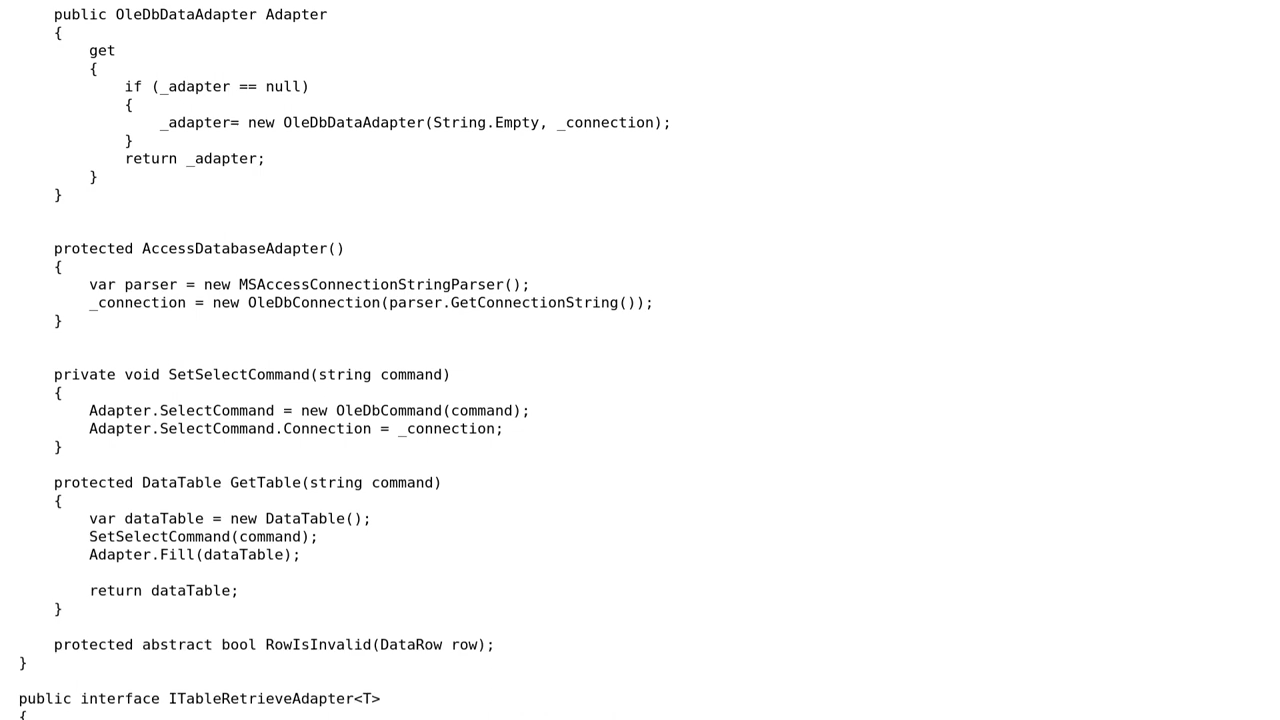 public OleDbDataAdapter Adapter
{
get
{
if (_adapter == null)
{
_adapter= new OleDbDataAdapter(String.Empty, _connection);
}
return _adapter;
}
}
protected AccessDatabaseAdapter()
{
var parser = new MSAccessConnectionStringParser();
_connection = new OleDbConnection(parser.GetConnectionString());
}
private void SetSelectCommand(string command)
{
Adapter.SelectCommand = new OleDbCommand(command);
Adapter.SelectCommand.Connection = _connection;
}
protected DataTable GetTable(string command)
{
var dataTable = new DataTable();
SetSelectCommand(command);
Adapter.Fill(dataTable);
return dataTable;
}
protected abstract bool RowIsInvalid(DataRow row);
}
public interface ITableRetrieveAdapter<T>
{